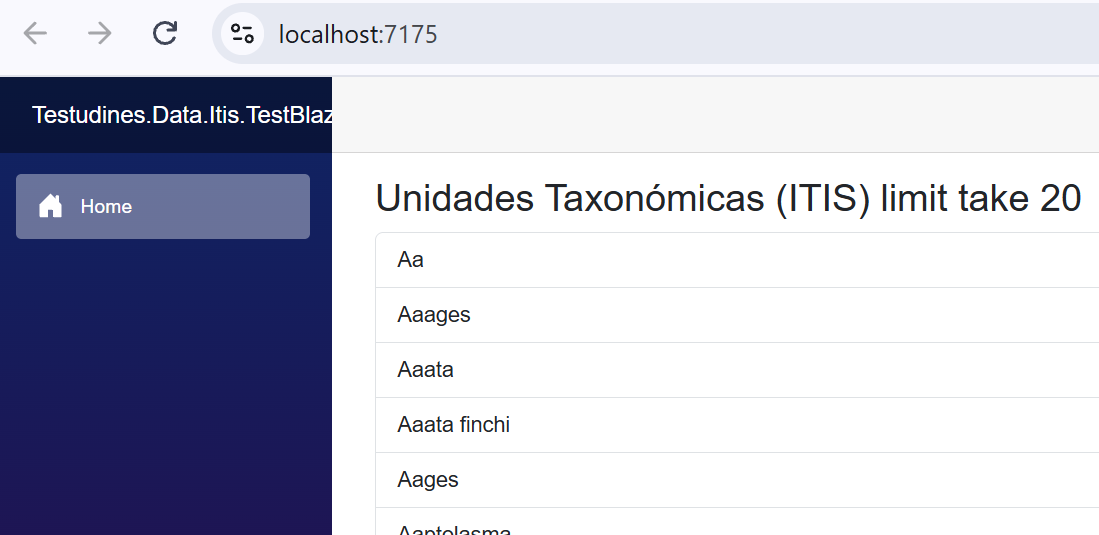 localhost:7175
Testudines.Data.Itis.TestBlaz
Home
Unidades Taxonómicas (ITIS) limit take 20
Aa
Aaages
Aaata
Aaata finchi
Aages
Aaptolasma